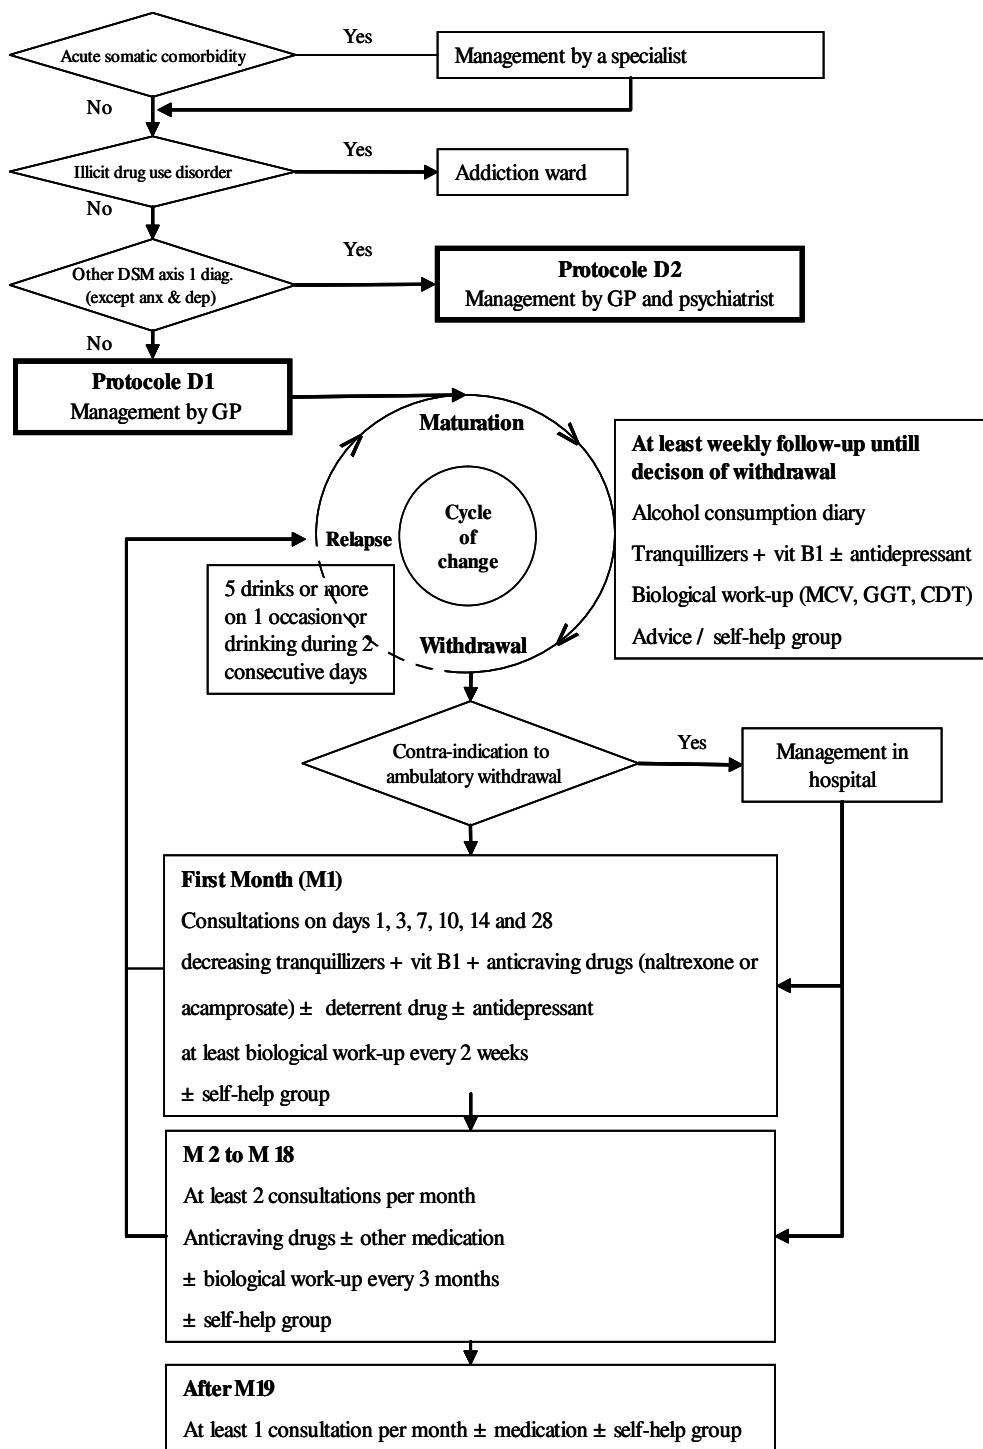 Yes
Acute somatic comorbidity
Management by a specialist
No
Yes
Illicit drug use disorder
Addiction ward
No
Yes
Other DSM axis 1 diag.
(except anx & dep)
Protocole D2
Management by GP and psychiatrist
No
Protocole D1
Management by GP
Maturation
At least weekly follow-up untill
decison of withdrawal
Alcohol consumption diary
Tranquillizers + vit B1 ± antidepressant
Biological work-up (MCV, GGT, CDT)
Advice / self-help group
Cycle
of
change
Relapse
5 drinks or more
on 1 occasion or
drinking during 2
consecutive days
Withdrawal
Contra-indication to
ambulatory withdrawal
Yes
Management in
hospital
First Month (M1)
Consultations on days 1, 3, 7, 10, 14 and 28
decreasing tranquillizers + vit B1 + anticraving drugs (naltrexone or
acamprosate) ± deterrent drug ± antidepressant
at least biological work-up every 2 weeks
± self-help group
M 2 to M 18
At least 2 consultations per month
Anticraving drugs ± other medication
± biological work-up every 3 months
± self-help group
After M19
At least 1 consultation per month ± medication ± self-help group